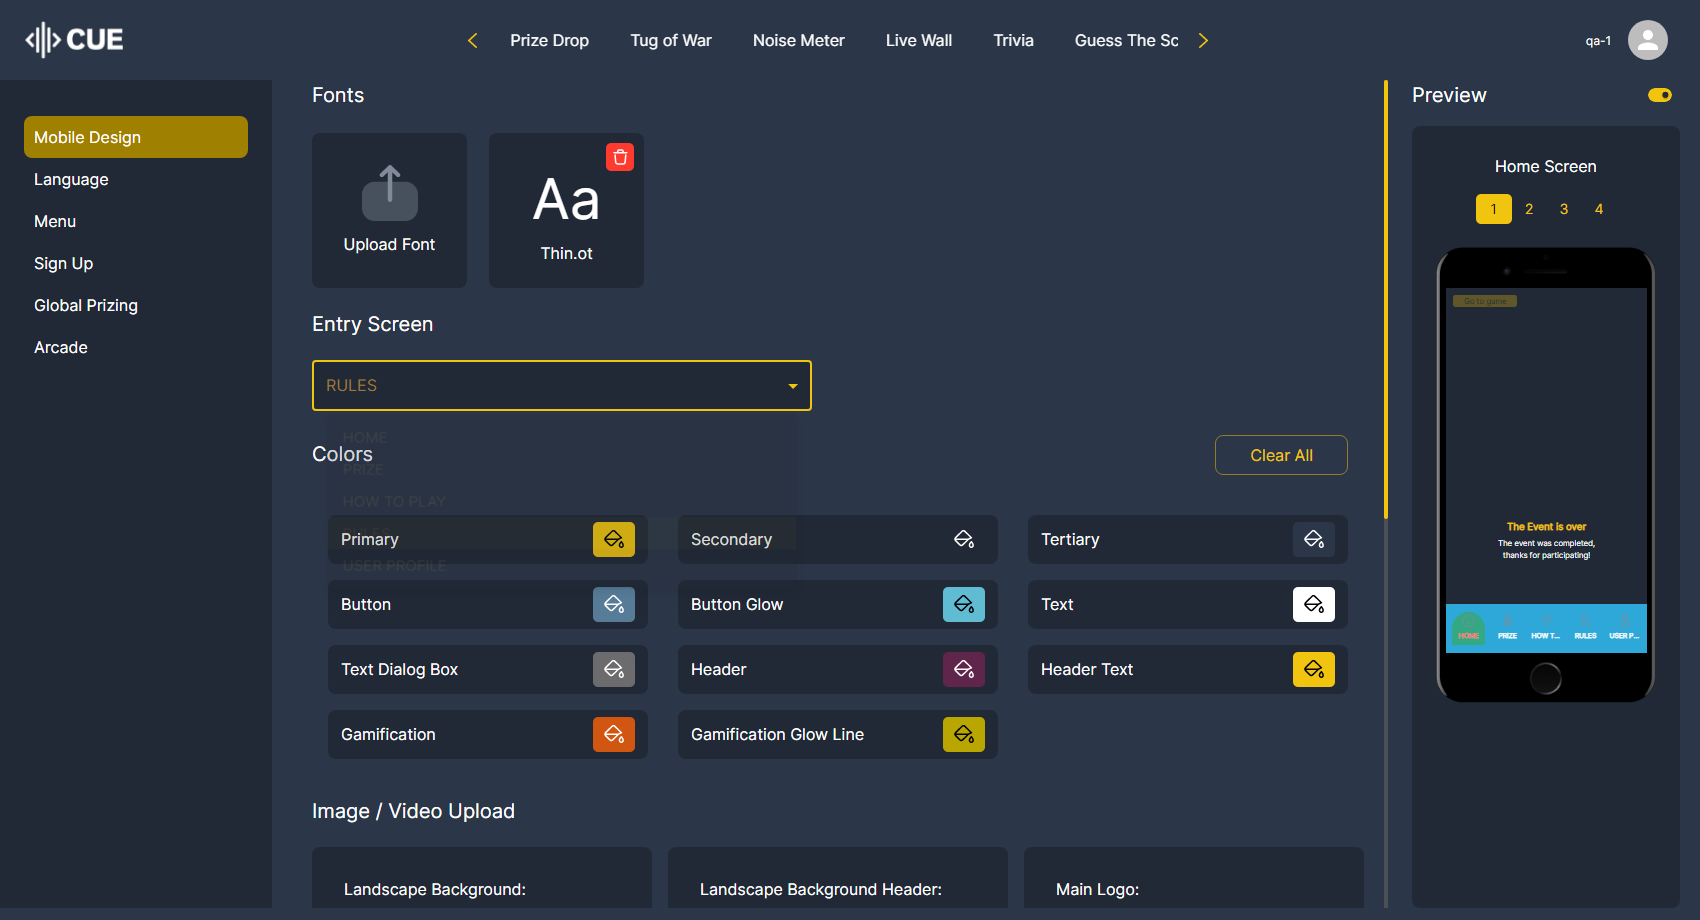 CUE
Prize Drop
Tug of War
Noise Meter
Live Wall
Trivia
Guess The Sc
qa-1
Mobile Design
Language
Menu
Sign Up
Global Prizing
Arcade
Fonts
Upload Font
Aa
Thin.ot
Entry Screen
RULES
HOME
Colors
PRIZE
HOW TO PLAY
RULES
USER PROFILE
Clear All
Primary
Secondary
Tertiary
Button
Button Glow
Text
Text Dialog Box
Header
Header Text
Gamification
Gamification Glow Line
Image / Video Upload
Landscape Background:
Landscape Background Header:
Main Logo:
Preview
Home Screen
1 2 3 4
Go to game
The Event is over
The event was completed,
thanks for participating!
HOME PRIZE HOW T... RULES USER P...